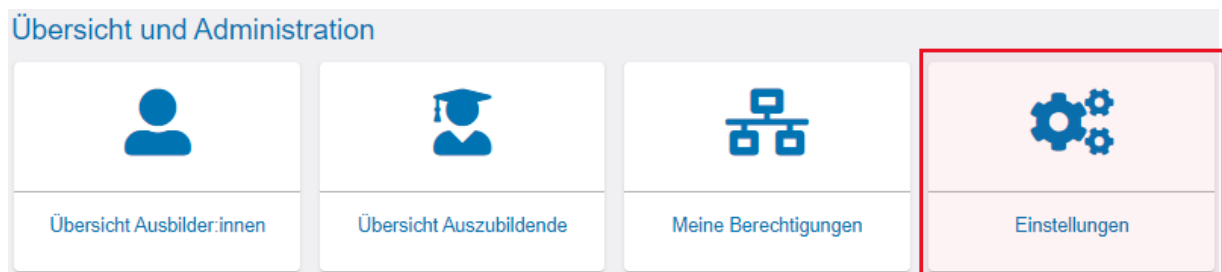 Übersicht und Administration
Übersicht Ausbilder:innen
Übersicht Auszubildende
Meine Berechtigungen
Einstellungen